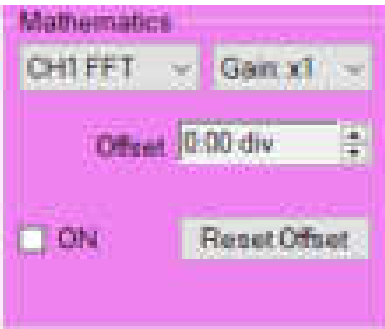 Mathematics
CH1 FFT Gain x1
Offset 0.00 div
ON Reset Offset